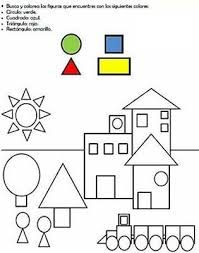 Busca y colorea las figuras que encuentres con los siguientes colores:
Círculo: verde.
Cuadrado: azul.
Triángulo: rojo.
Rectángulo: amarillo.